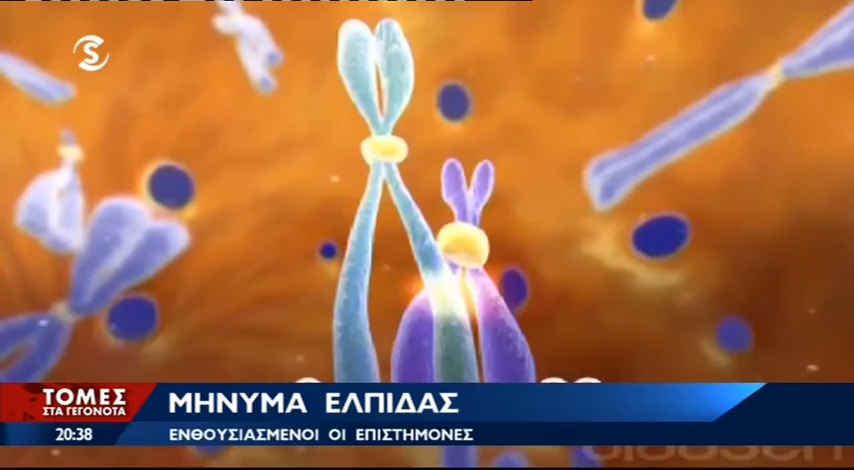 S
ΤΟΜΕΣ
ΣΤΑ ΓΕΓΟΝΟΤΑ
ΜΗΝΥΜΑ ΕΛΠΙΔΑΣ
20:38
ΕΝΘΟΥΣΙΑΣΜΕΝΟΙ ΟΙ ΕΠΙΣΤΗΜΟΝΕΣ